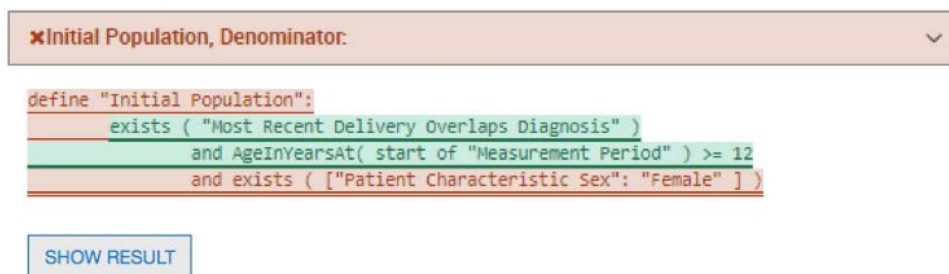 ✖Initial Population, Denominator:
define "Initial Population":
exists ( "Most Recent Delivery Overlaps Diagnosis" )
and AgeInYearsAt( start of "Measurement Period" ) >= 12
and exists ( ["Patient Characteristic Sex": "Female" ] )
SHOW RESULT